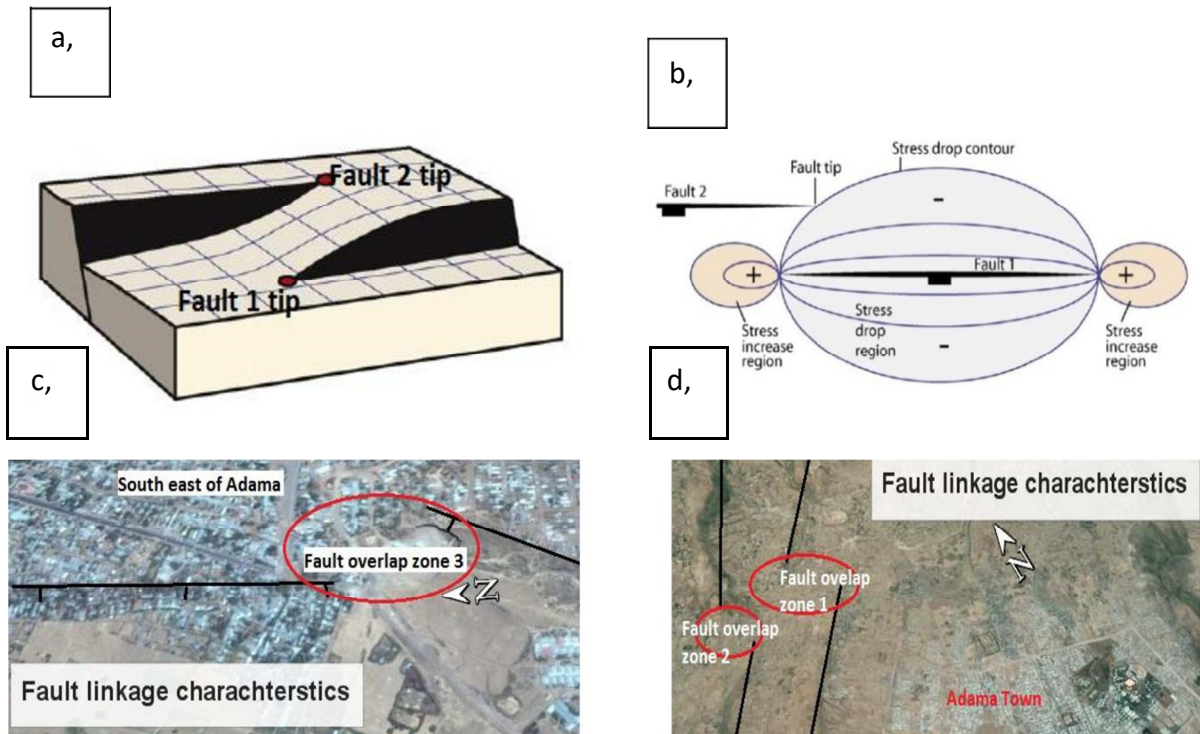 a,
Fault 2 tip
Fault 1 tip
b,
Stress drop contour
Fault tip
Fault 2
-
Fault 1
+
+
Stress
increase
region
Stress
drop
region
-
Stress
increase
region
c,
South east of Adama
Fault overlap zone 3
N
Fault linkage charachterstics
d,
Fault linkage charachterstics
N
Fault ovelap
zone 1
Fault overlap
zone 2
Adama Town